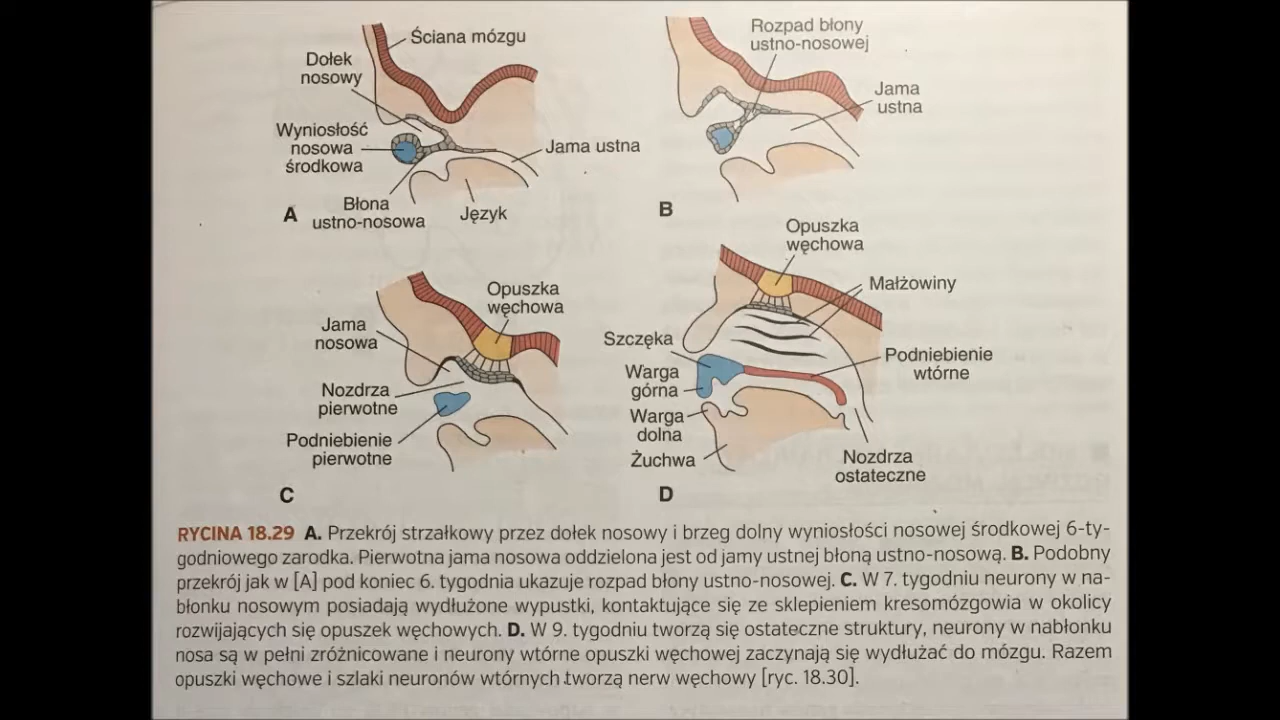 Ściana mózgu
Dołek
nosowy
Wyniosłość
nosowa
środkowa
Jama ustna
Błona
ustno-nosowa
Język
A
Rozpad błony
ustno-nosowej
Jama
ustna
B
Opuszka
węchowa
Jama
nosowa
Nozdrza
pierwotne
Podniebienie
pierwotne
C
Opuszka
węchowa
Małżowiny
Szczęka
Podniebienie
wtórne
Warga
górna
Warga
dolna
Żuchwa
Nozdrza
ostateczne
D
RYCINA 18.29 A. Przekrój strzałkowy przez dołek nosowy i brzeg dolny wyniosłości nosowej środkowej 6-ty-
godniowego zarodka. Pierwotna jama nosowa oddzielona jest od jamy ustnej błoną ustno-nosową. B. Podobny
przekrój jak w [A] pod koniec 6. tygodnia ukazuje rozpad błony ustno-nosowej. C. W 7. tygodniu neurony w na-
błonku nosowym posiadają wydłużone wypustki, kontaktujące się ze sklepieniem kresomózgowia w okolicy
rozwijających się opuszek węchowych. D. W 9. tygodniu tworzą się ostateczne struktury, neurony w nabłonku
nosa są w pełni zróżnicowane i neurony wtórne opuszki węchowej zaczynają się wydłużać do mózgu. Razem
opuszki węchowe i szlaki neuronów wtórnych tworzą nerw węchowy [ryc. 18.30].